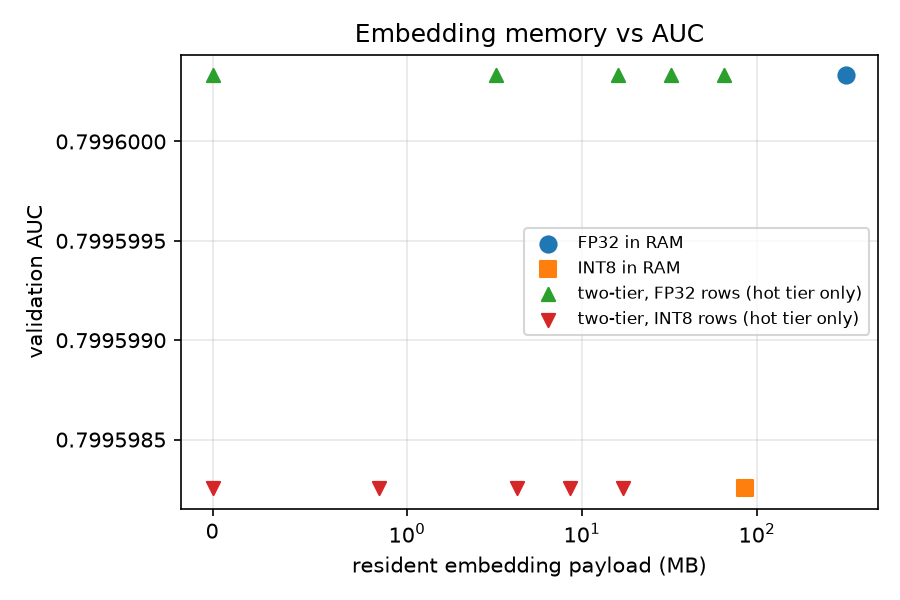 Embedding memory vs AUC
validation AUC
0.7996000
0.7995995
0.7995990
0.7995985
FP32 in RAM
INT8 in RAM
two-tier, FP32 rows (hot tier only)
two-tier, INT8 rows (hot tier only)
0 10⁰ 10¹ 10²
resident embedding payload (MB)